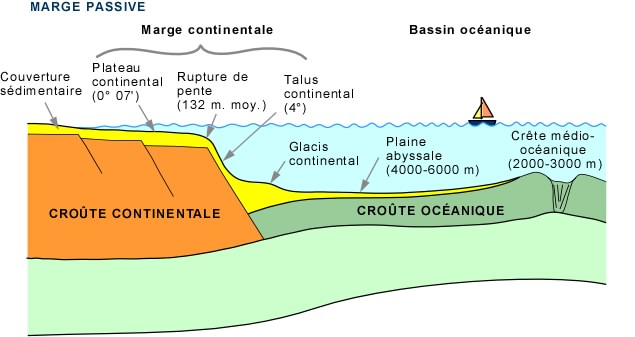 MARGE PASSIVE
Marge continentale
Bassin océanique
Couverture
sédimentaire
Plateau
continental
(0° 07')
Rupture de
pente
(132 m. moy.)
Talus
continental
(4°)
Glacis
continental
Plaine
abyssale
(4000-6000 m)
Crête médio-
océanique
(2000-3000 m)
CROÛTE CONTINENTALE
CROÛTE OCÉANIQUE